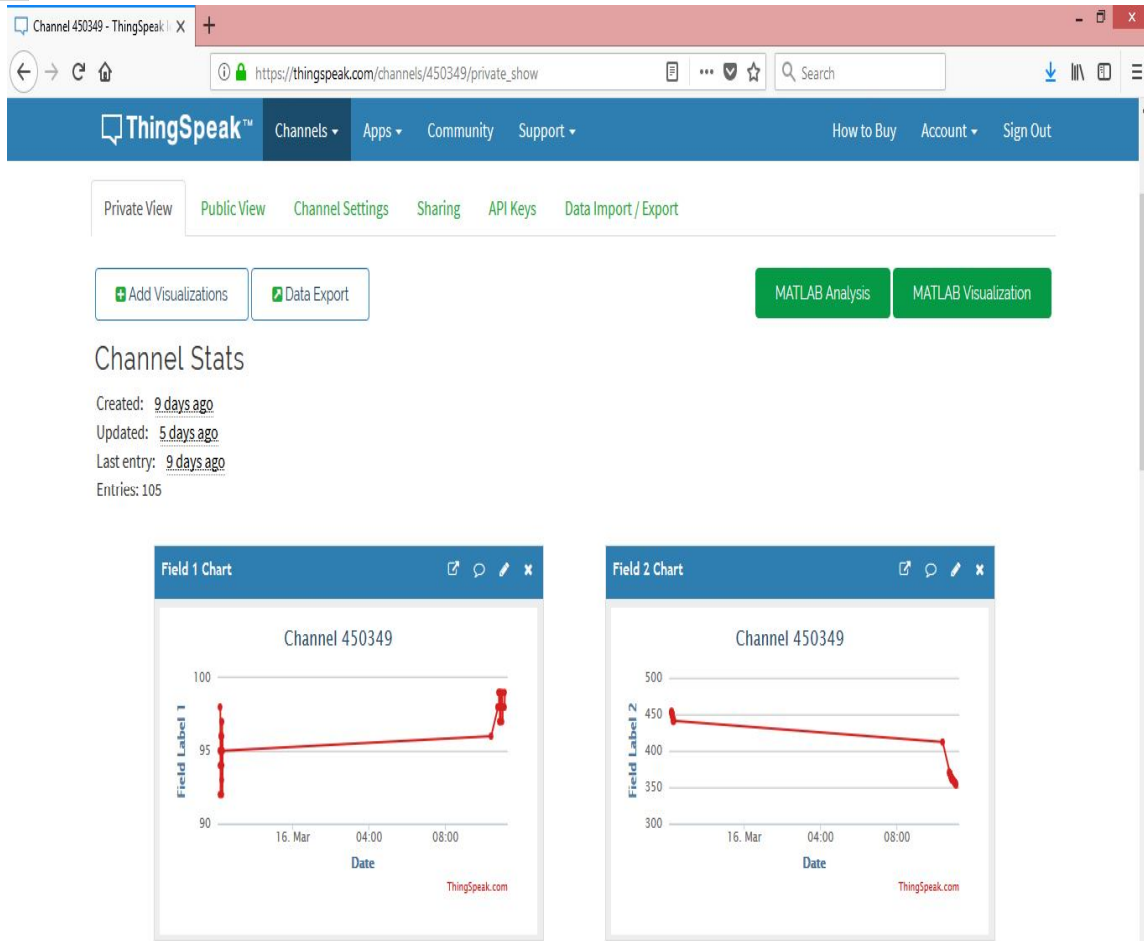 Channel 450349 - ThingSpeak I
https://thingspeak.com/channels/450349/private_show
Search
ThingSpeak™ Channels Apps Community Support How to Buy Account Sign Out
Private View Public View Channel Settings Sharing API Keys Data Import / Export
Add Visualizations Data Export MATLAB Analysis MATLAB Visualization
Channel Stats
Created: 9 days ago
Updated: 5 days ago
Last entry: 9 days ago
Entries: 105
Field 1 Chart
Channel 450349
Field Label 1
100
95
90
16. Mar 04:00 08:00
Date
ThingSpeak.com
Field 2 Chart
Channel 450349
Field Label 2
500
450
400
350
300
16. Mar 04:00 08:00
Date
ThingSpeak.com